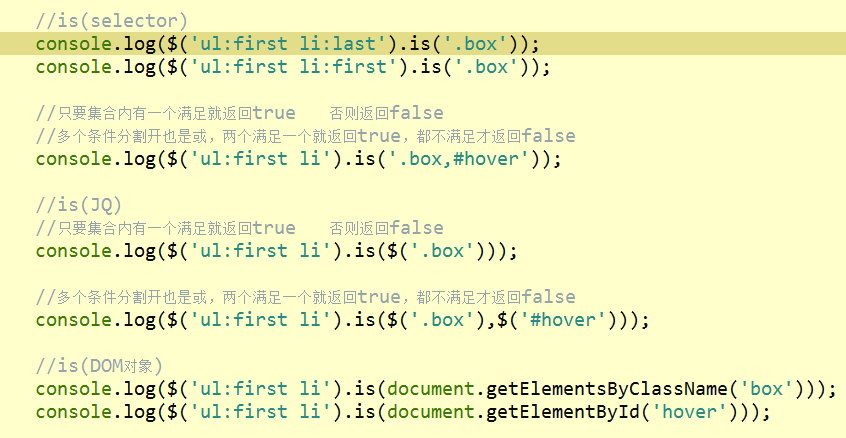 //is(selector)
console.log($('ul:first li:last').is('.box'));
console.log($('ul:first li:first').is('.box'));
//只要集合内有一个满足就返回true   否则返回false
//多个条件分割开也是或，两个满足一个就返回true，都不满足才返回false
console.log($('ul:first li').is('.box,#hover'));
//is(JQ)
//只要集合内有一个满足就返回true   否则返回false
console.log($('ul:first li').is($('.box')));
//多个条件分割开也是或，两个满足一个就返回true，都不满足才返回false
console.log($('ul:first li').is($('.box'),$('#hover')));
//is(DOM对象)
console.log($('ul:first li').is(document.getElementsByClassName('box')));
console.log($('ul:first li').is(document.getElementById('hover')));